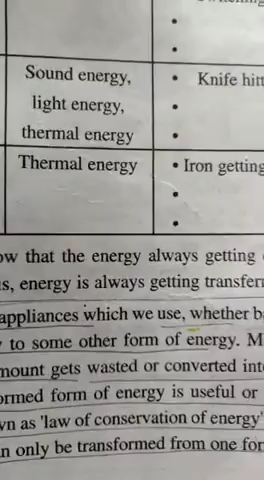 Sound energy,
Knife hitt
light energy,
thermal energy
Thermal energy
Iron getting
ow that the energy always getting
s, energy is always getting transfer
appliances which we use, whether b
to some other form of energy. M
mount gets wasted or converted int
ormed form of energy is useful or
wn as 'law of conservation of energy'
n only be transformed from one for